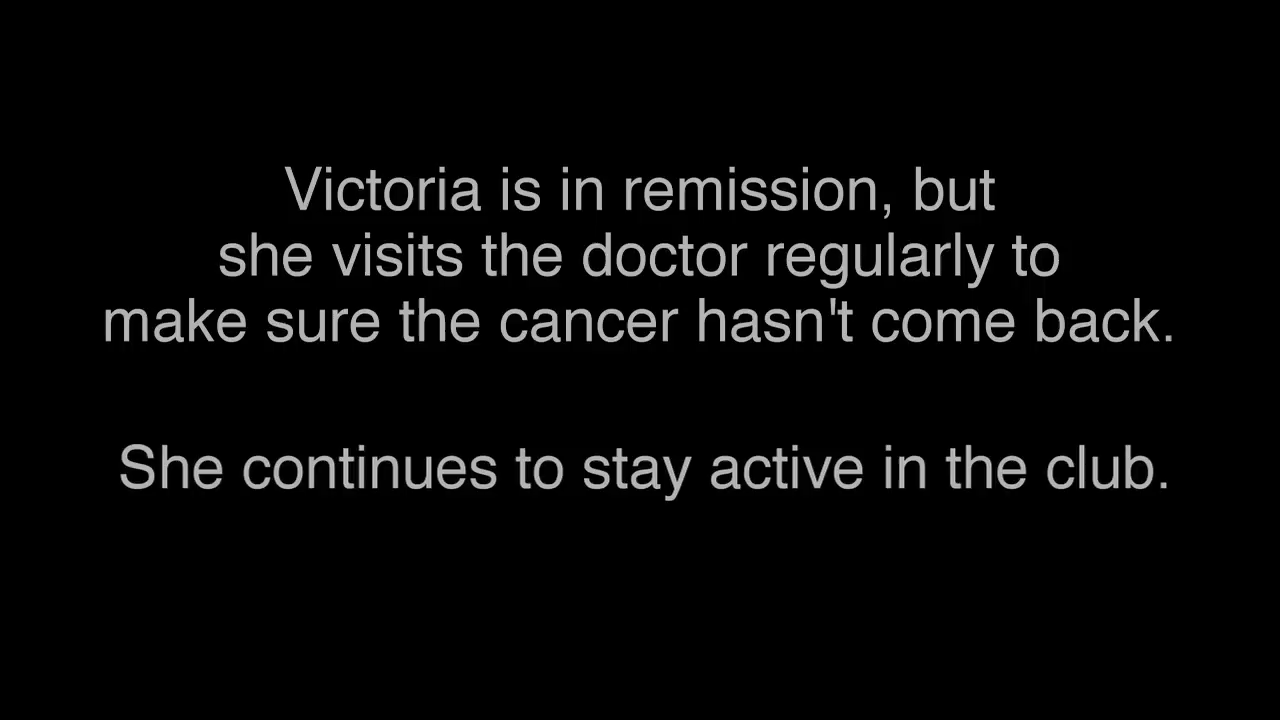 Victoria is in remission, but
she visits the doctor regularly to
make sure the cancer hasn't come back.
She continues to stay active in the club.